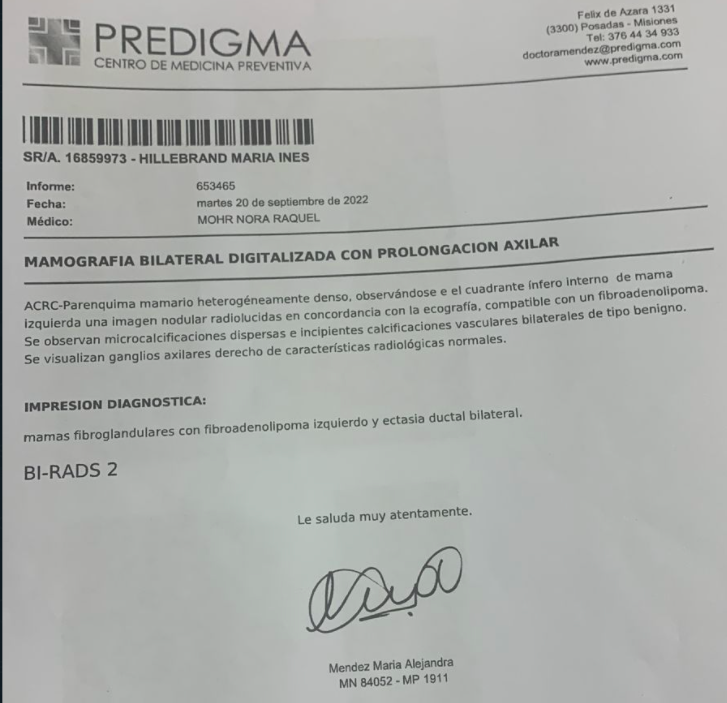 PREDIGMA
CENTRO DE MEDICINA PREVENTIVA
Felix de Azara 1331
(3300) Posadas - Misiones
Tel: 376 44 34 933
doctoramendez@predigma.com
www.predigma.com
SR/A. 16859973 - HILLEBRAND MARIA INES
Informe: 653465
Fecha: martes 20 de septiembre de 2022
Médico: MOHR NORA RAQUEL
MAMOGRAFIA BILATERAL DIGITALIZADA CON PROLONGACION AXILAR
ACRC-Parenquima mamario heterogéneamente denso, observándose e el cuadrante ínfero interno de mama
izquierda una imagen nodular radiolucidas en concordancia con la ecografía, compatible con un fibroadenolipoma.
Se observan microcalcificaciones dispersas e incipientes calcificaciones vasculares bilaterales de tipo benigno.
Se visualizan ganglios axilares derecho de características radiológicas normales.
IMPRESION DIAGNOSTICA:
mamas fibroglandulares con fibroadenolipoma izquierdo y ectasia ductal bilateral.
BI-RADS 2
Le saluda muy atentamente.
Mendez Maria Alejandra
MN 84052 - MP 1911